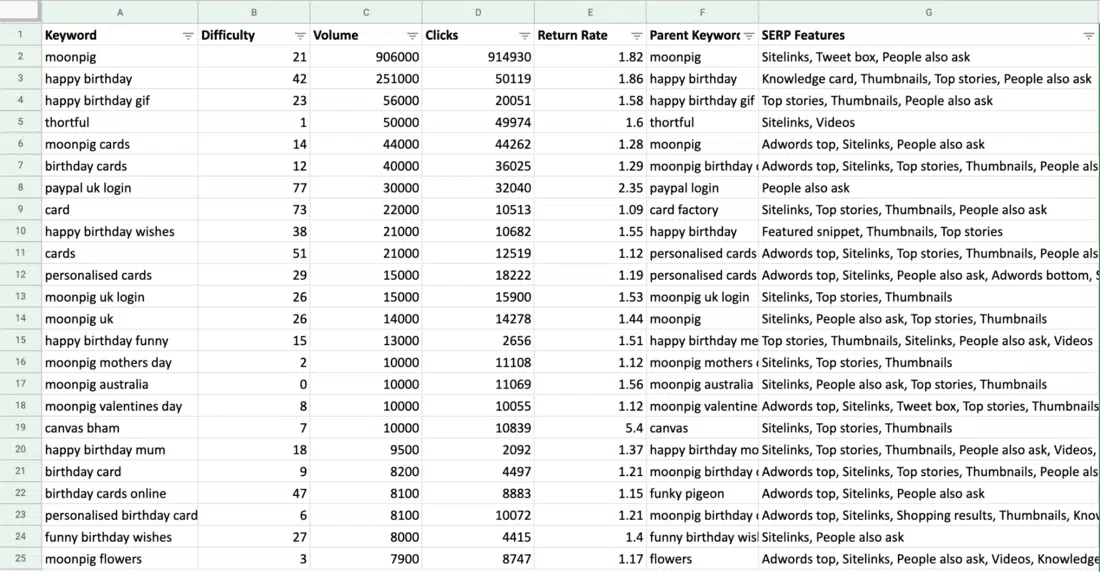 A B C D E F G
1 Keyword Difficulty Volume Clicks Return Rate Parent Keyword SERP Features
2 moonpig 21 906000 914930 1.82 moonpig Sitelinks, Tweet box, People also ask
3 happy birthday 42 251000 50119 1.86 happy birthday Knowledge card, Thumbnails, Top stories, People also ask
4 happy birthday gif 23 56000 20051 1.58 happy birthday gif Top stories, Thumbnails, People also ask
5 thortful 1 50000 49974 1.6 thortful Sitelinks, Videos
6 moonpig cards 14 44000 44262 1.28 moonpig Adwords top, Sitelinks, People also ask
7 birthday cards 12 40000 36025 1.29 moonpig birthday Adwords top, Sitelinks, Top stories, Thumbnails, People als
8 paypal uk login 77 30000 32040 2.35 paypal login People also ask
9 card 73 22000 10513 1.09 card factory Sitelinks, Top stories, Thumbnails, People also ask
10 happy birthday wishes 38 21000 10682 1.55 happy birthday Featured snippet, Thumbnails, Top stories
11 cards 51 21000 12519 1.12 personalised cards Adwords top, Sitelinks, Top stories, Thumbnails, People als
12 personalised cards 29 15000 18222 1.19 personalised cards Adwords top, Sitelinks, People also ask, Adwords bottom,
13 moonpig uk login 26 15000 15900 1.53 moonpig uk login Sitelinks, Top stories, Thumbnails
14 moonpig uk 26 14000 14278 1.44 moonpig Sitelinks, People also ask, Top stories, Thumbnails
15 happy birthday funny 15 13000 2656 1.51 happy birthday me Top stories, Thumbnails, Sitelinks, People also ask, Videos
16 moonpig mothers day 2 10000 11108 1.12 moonpig mothers Sitelinks, Top stories, Thumbnails
17 moonpig australia 0 10000 11069 1.56 moonpig australia Sitelinks, People also ask, Top stories, Thumbnails
18 moonpig valentines day 8 10000 10055 1.12 moonpig valentine Adwords top, Sitelinks, Tweet box, Top stories, Thumbnails
19 canvas bham 7 10000 10839 5.4 canvas Sitelinks, Top stories, Thumbnails
20 happy birthday mum 18 9500 2092 1.37 happy birthday mo Sitelinks, Top stories, Thumbnails, People also ask, Videos,
21 birthday card 9 8200 4497 1.21 moonpig birthday Adwords top, Sitelinks, Top stories, Thumbnails, People als
22 birthday cards online 47 8100 8883 1.15 funky pigeon Adwords top, Sitelinks, People also ask
23 personalised birthday card 6 8100 10072 1.21 moonpig birthday Adwords top, Sitelinks, Shopping results, Thumbnails, Kno
24 funny birthday wishes 27 8000 4415 1.4 funny birthday wis Sitelinks, People also ask
25 moonpig flowers 3 7900 8747 1.17 flowers Adwords top, Sitelinks, People also ask, Videos, Knowledge